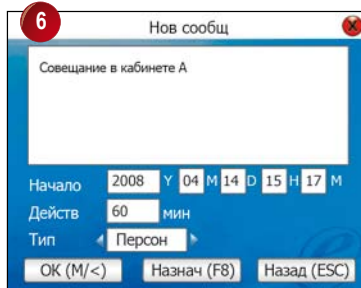 6
Нов сообщ
Совещание в кабинете А
Начало 2008 Y 04 M 14 D 15 H 17 M
Действ 60 мин
Тип Персон
OK (M/<) Назнач (F8) Назад (ESC)